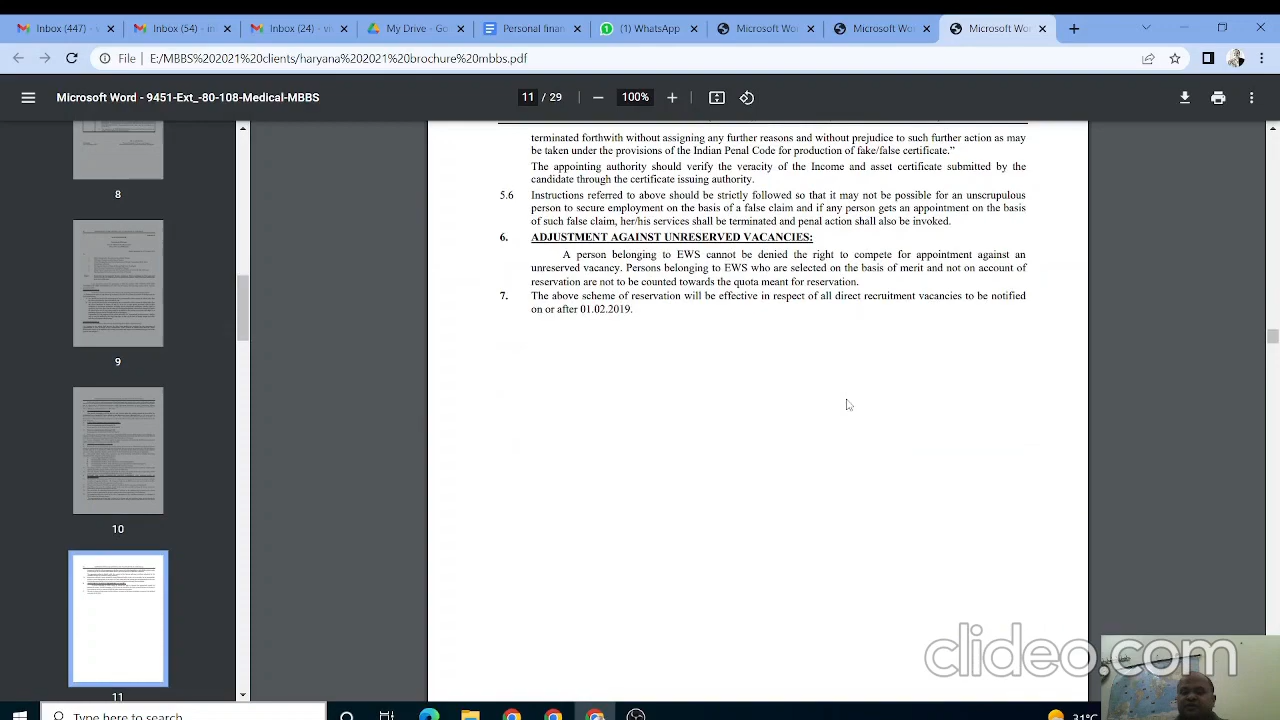 Inbox (447) - v
Inbox (54) - in
Inbox (24) - vn
My Drive - Go
Personal finan
(1) WhatsApp
Microsoft Wor
Microsoft Wor
Microsoft Wor
File E:/MBBS%202021%20clients/haryana%202021%20brochure%20mbbs.pdf
Microsoft Word - 9451-Ext_-80-108-Medical-MBBS
11 / 29
100%
8
9
10
11
terminated forthwith without assigning any further reasons and without prejudice to such further action as may
be taken under the provisions of the Indian Penal Code for production of fake/false certificate.”
The appointing authority should verify the veracity of the Income and asset certificate submitted by the
candidate through the certificate issuing authority.
5.6 Instructions referred to above should be strictly followed so that it may not be possible for an unscrupulous
person to secure employment on the basis of a false claim and if any person gets an appointment on the basis
of such false claim, her/his services shall be terminated and penal action shall also be invoked.
6. ADJUSTMENT AGAINST UNRESERVED VACANCIES:
A person belonging to EWS cannot be denied the right to compete for appointment against an
unreserved vacancy. Persons belonging to EWS who are selected on the basis of merit and not on account of
reservation are not to be counted towards the quota meant for reservation.
7. The above scheme of reservation will be effective in respect of all direct recruitment vacancies to be notified
on or after 01.02.2019.
clideo.com
Type here to search
31°C